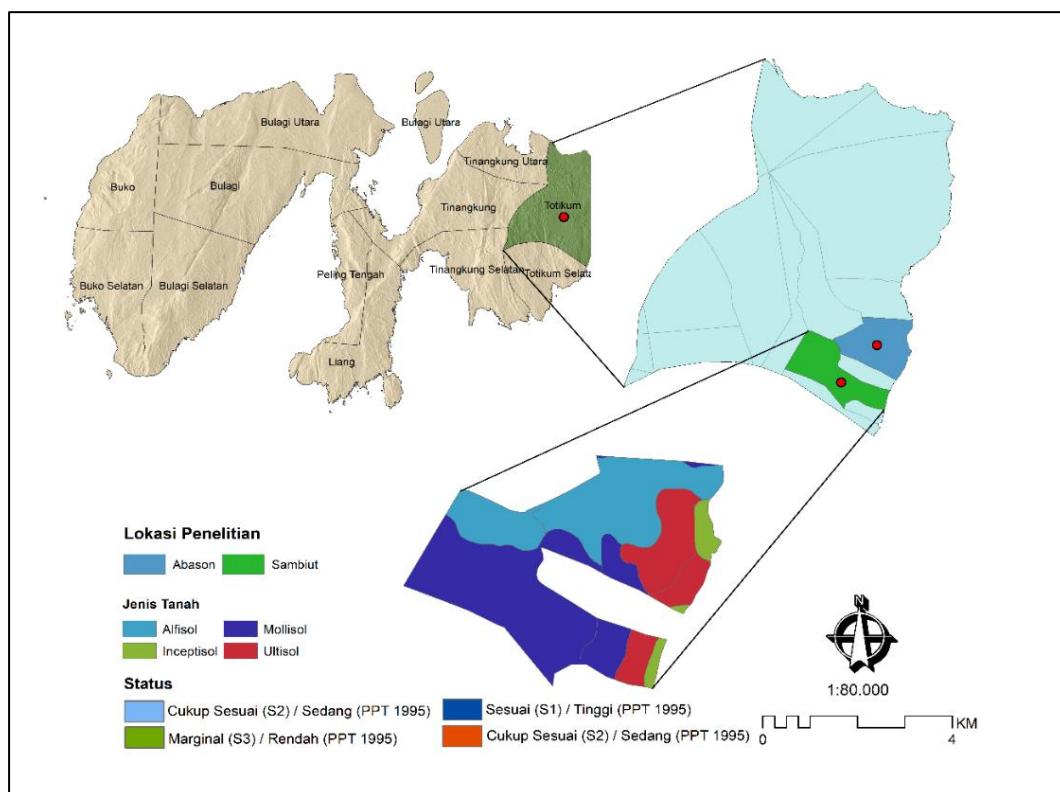 Bulagi Utara
Bulagi Utara
Tinangkung Utara
Buko
Bulagi
Tinangkung
Totikum
Peling Tengah
Tinangkung Selatan
Totikum Selata
Buko Selatan
Bulagi Selatan
Liang
Lokasi Penelitian
Abason
Sambiut
Jenis Tanah
Alfisol
Mollisol
Inceptisol
Ultisol
Status
Cukup Sesuai (S2) / Sedang (PPT 1995)
Sesuai (S1) / Tinggi (PPT 1995)
Marginal (S3) / Rendah (PPT 1995)
Cukup Sesuai (S2) / Sedang (PPT 1995)
N
1:80.000
KM
0 4